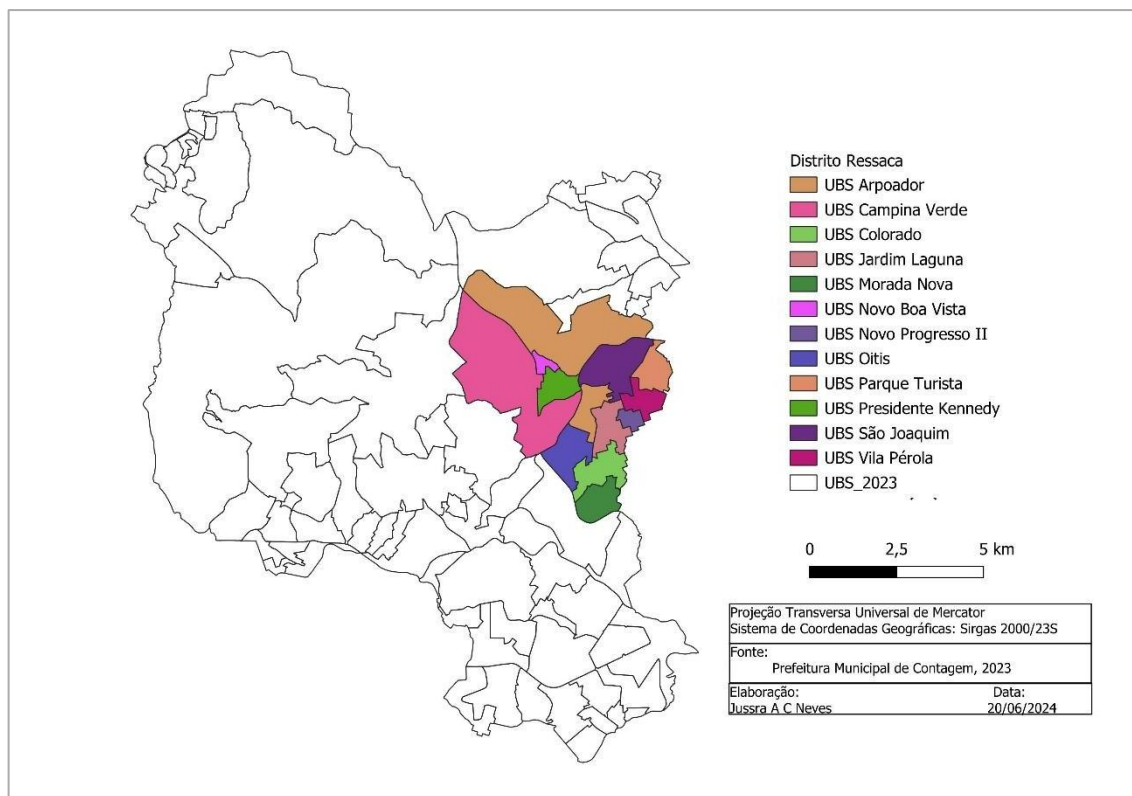 Distrito Ressaca
UBS Arpoador
UBS Campina Verde
UBS Colorado
UBS Jardim Laguna
UBS Morada Nova
UBS Novo Boa Vista
UBS Novo Progresso II
UBS Oitis
UBS Parque Turista
UBS Presidente Kennedy
UBS São Joaquim
UBS Vila Pérola
UBS_2023
0 2,5 5 km
Projeção Transversa Universal de Mercator
Sistema de Coordenadas Geográficas: Sirgas 2000/23S
Fonte:
Prefeitura Municipal de Contagem, 2023
Elaboração: Data:
Jussra A C Neves 20/06/2024